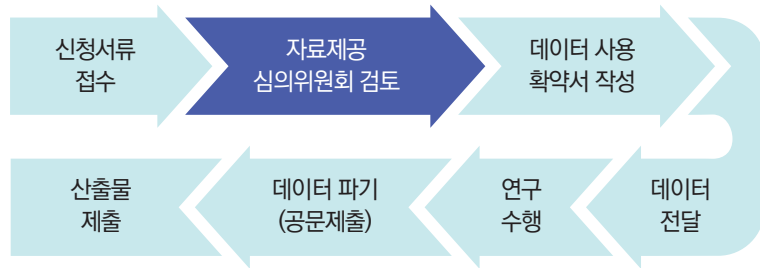 신청서류
접수
자료제공
심의위원회 검토
데이터 사용
확약서 작성
데이터
전달
연구
수행
데이터 파기
(공문제출)
산출물
제출